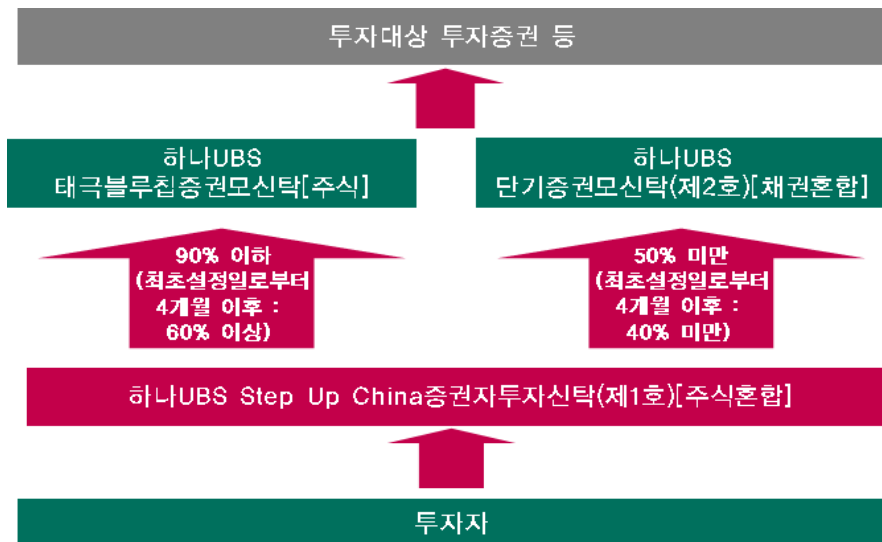 투자대상 투자증권 등
하나UBS
태극블루칩증권모신탁[주식]
하나UBS
단기증권모신탁(제2호)[채권혼합]
90% 이하
(최초설정일로부터
4개월 이후 :
60% 이상)
50% 미만
(최초설정일로부터
4개월 이후 :
40% 미만)
하나UBS Step Up China증권자투자신탁(제1호)[주식혼합]
투자자